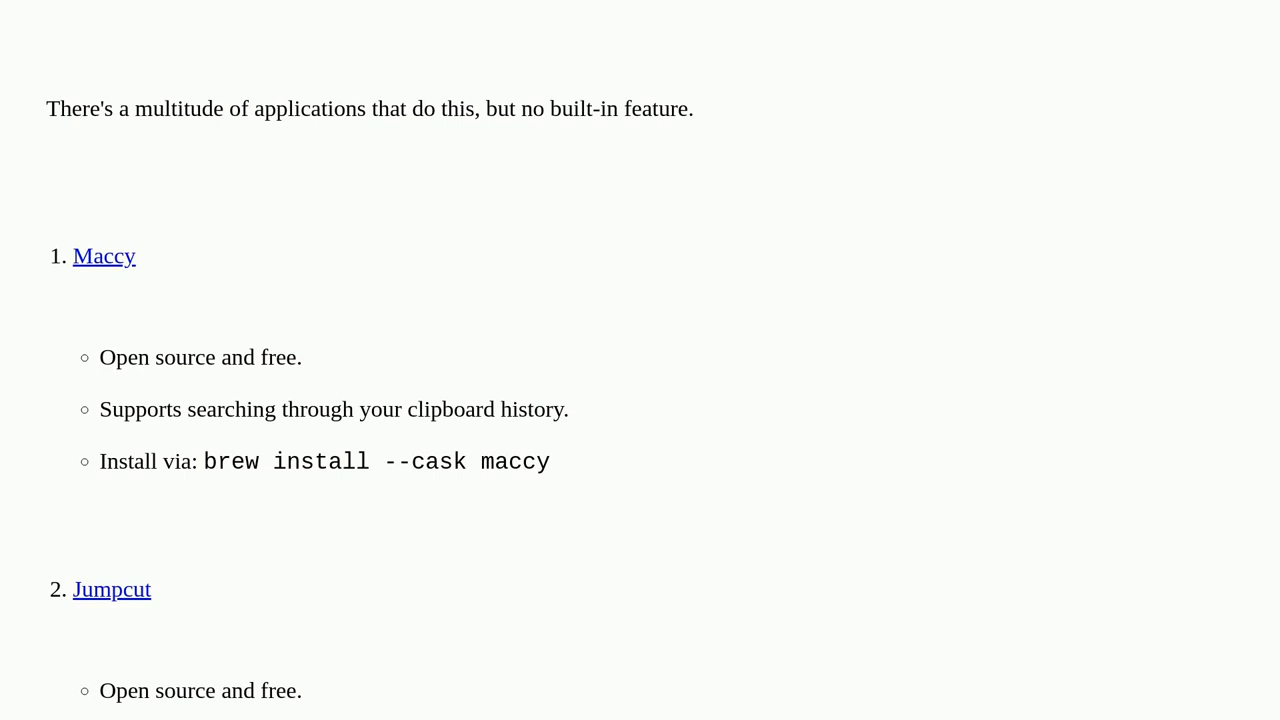 There's a multitude of applications that do this, but no built-in feature.
1. Maccy
◦ Open source and free.
◦ Supports searching through your clipboard history.
◦ Install via: brew install --cask maccy
2. Jumpcut
◦ Open source and free.